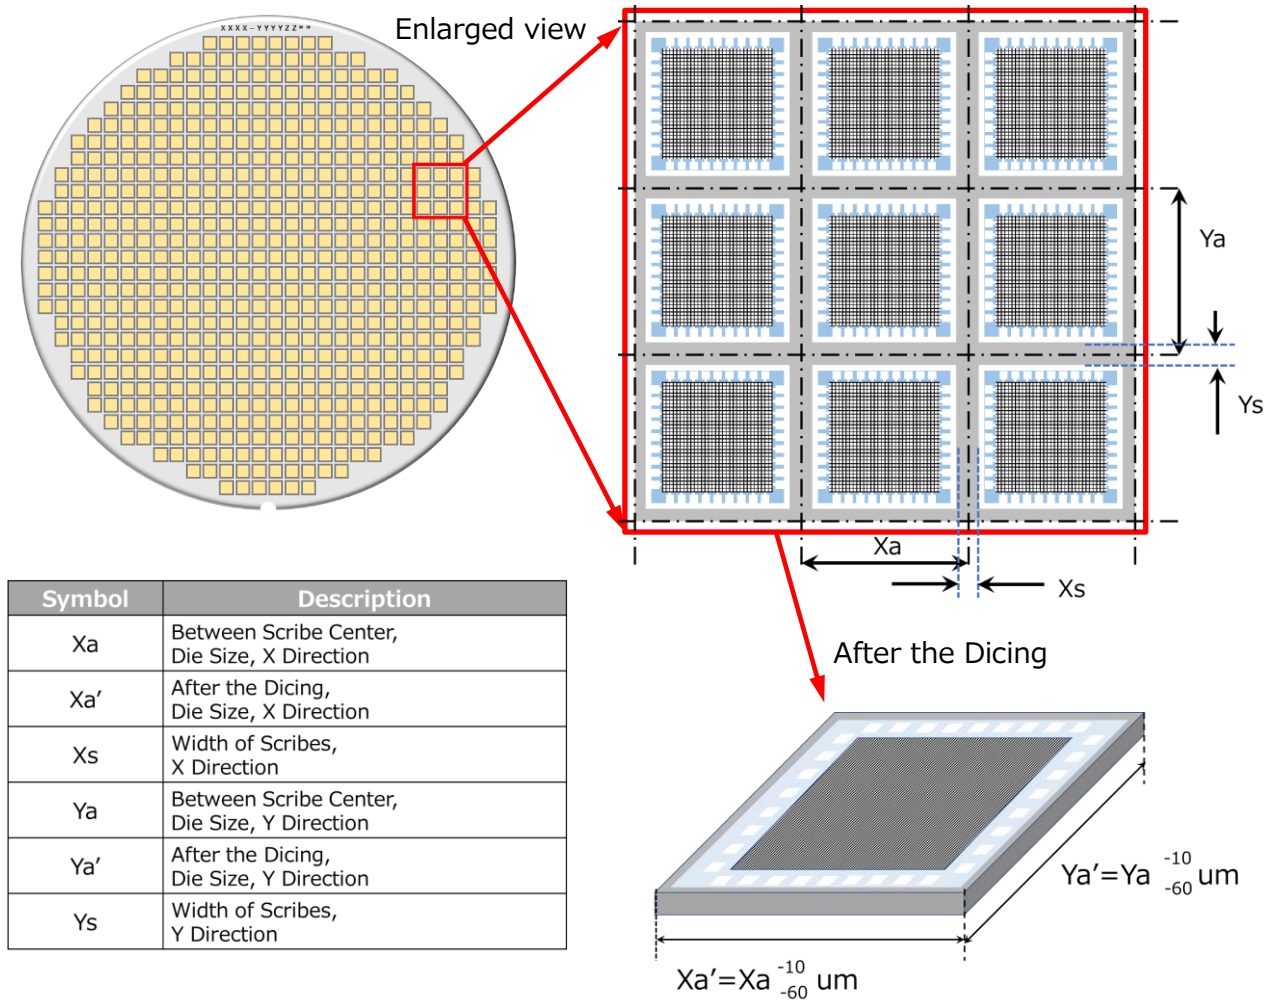 XXXX-YYYYZZ**
Enlarged view
Ya
Ys
Xa
Xs
After the Dicing
Symbol Description
Xa Between Scribe Center,
Die Size, X Direction
Xa’ After the Dicing,
Die Size, X Direction
Xs Width of Scribes,
X Direction
Ya Between Scribe Center,
Die Size, Y Direction
Ya’ After the Dicing,
Die Size, Y Direction
Ys Width of Scribes,
Y Direction
Ya’=Ya -10 -60 um
Xa’=Xa -10 -60 um